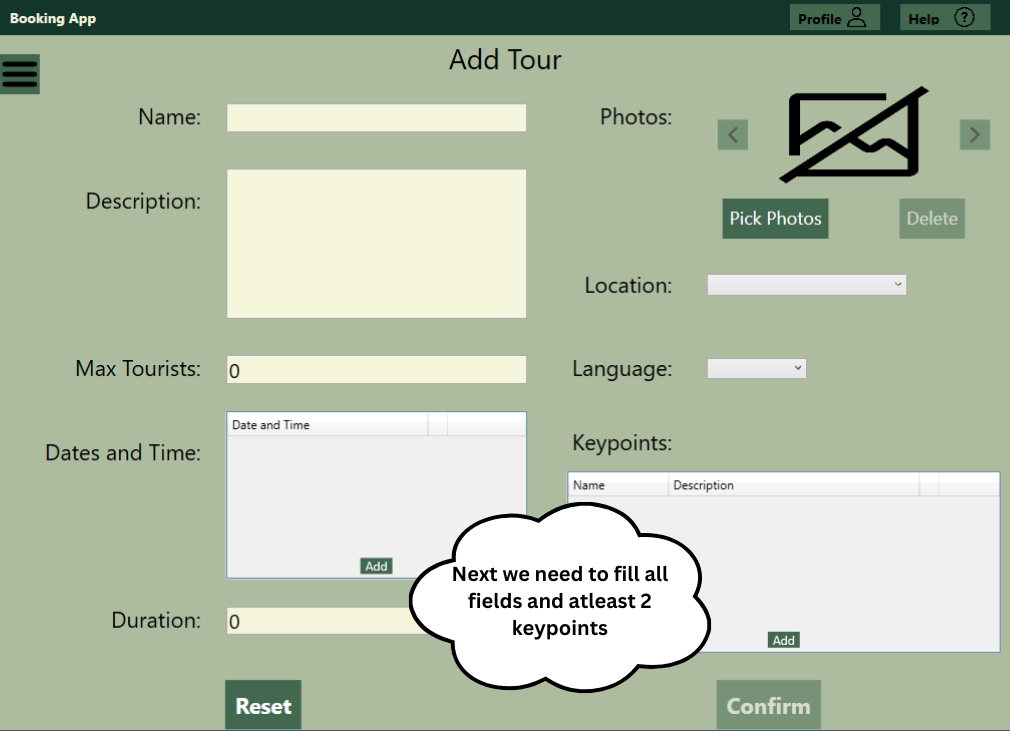 Booking App
Profile
Help ?
Add Tour
Name:
Photos:
Description:
Pick Photos
Delete
Location:
Max Tourists:
0
Language:
Dates and Time:
Date and Time
Add
Keypoints:
Name Description
Add
Next we need to fill all
fields and atleast 2
keypoints
Duration:
0
Reset
Confirm